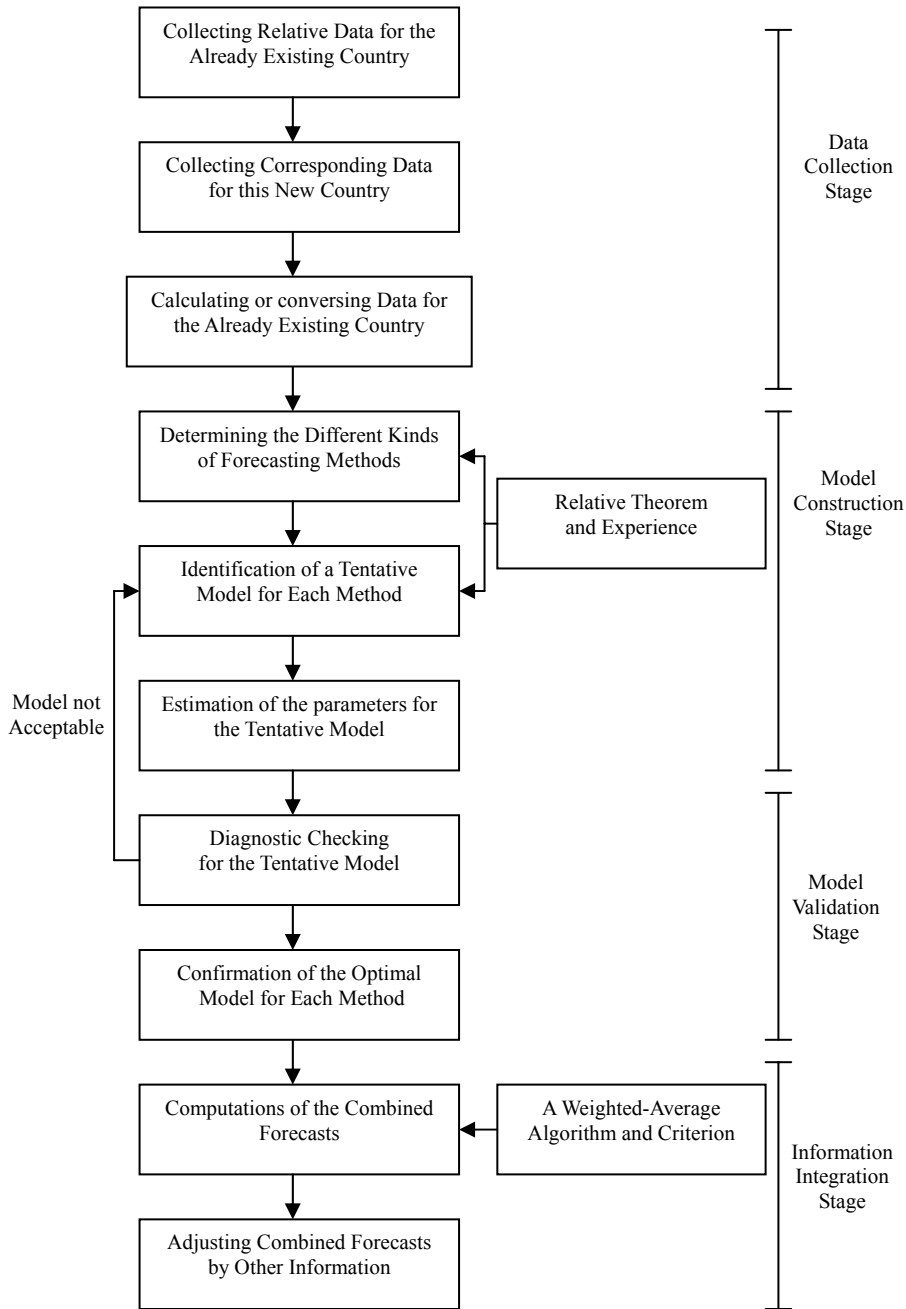 Collecting Relative Data for the
Already Existing Country
Collecting Corresponding Data
for this New Country
Data
Collection
Stage
Calculating or conversing Data for
the Already Existing Country
Determining the Different Kinds
of Forecasting Methods
Relative Theorem
and Experience
Model
Construction
Stage
Identification of a Tentative
Model for Each Method
Model not
Acceptable
Estimation of the parameters for
the Tentative Model
Diagnostic Checking
for the Tentative Model
Model
Validation
Stage
Confirmation of the Optimal
Model for Each Method
Computations of the Combined
Forecasts
A Weighted-Average
Algorithm and Criterion
Information
Integration
Stage
Adjusting Combined Forecasts
by Other Information